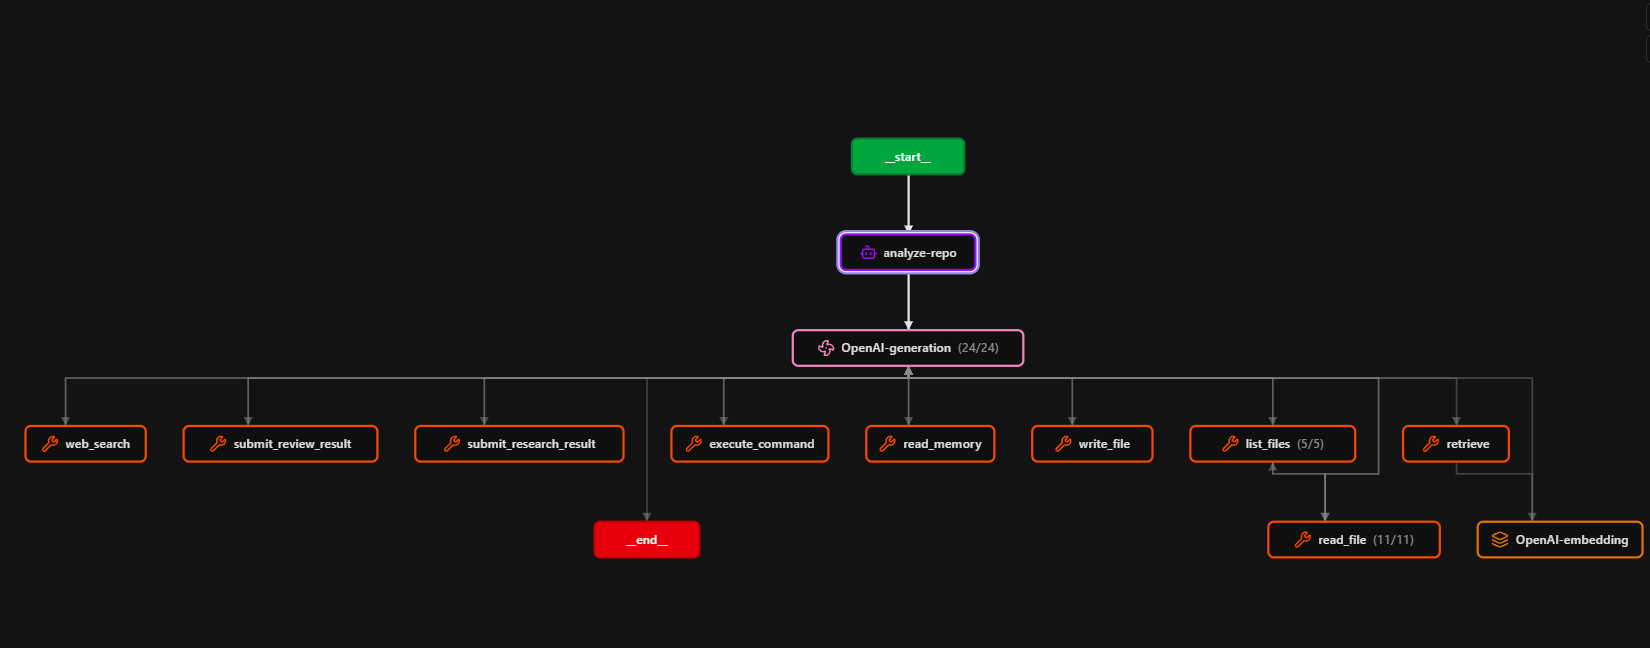 __start__
analyze-repo
OpenAI-generation (24/24)
web_search
submit_review_result
submit_research_result
execute_command
read_memory
write_file
list_files (5/5)
retrieve
__end__
read_file (11/11)
OpenAI-embedding